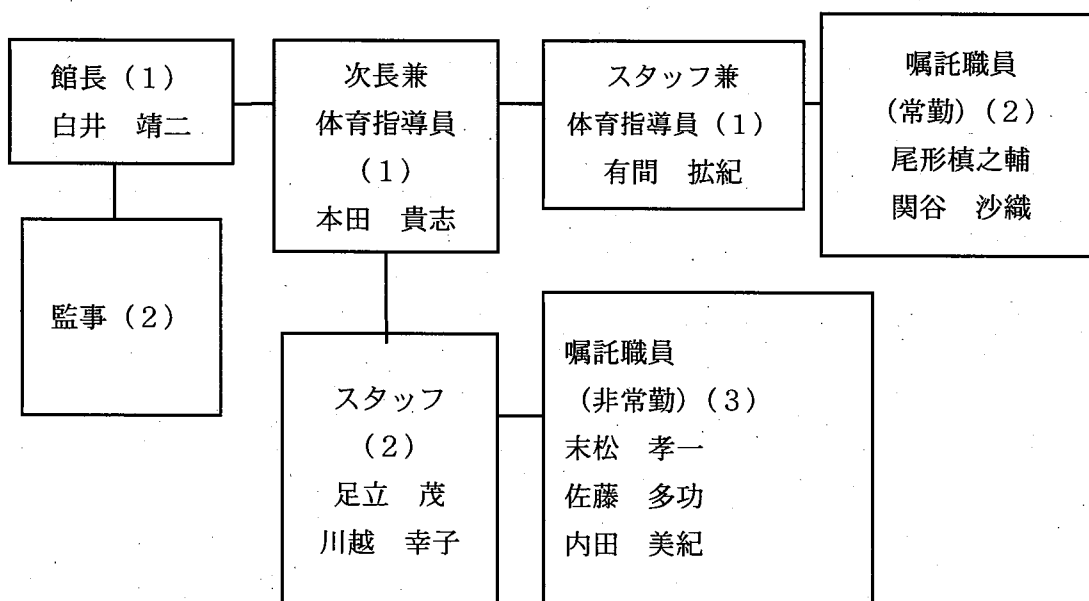 館長（1）
白井　靖二
次長兼
体育指導員
（1）
本田　貴志
スタッフ兼
体育指導員（1）
有間　拡紀
嘱託職員
（常勤）（2）
尾形槙之輔
関谷　沙織
監事（2）
スタッフ
（2）
足立　茂
川越　幸子
嘱託職員
（非常勤）（3）
末松　孝一
佐藤　多功
内田　美紀